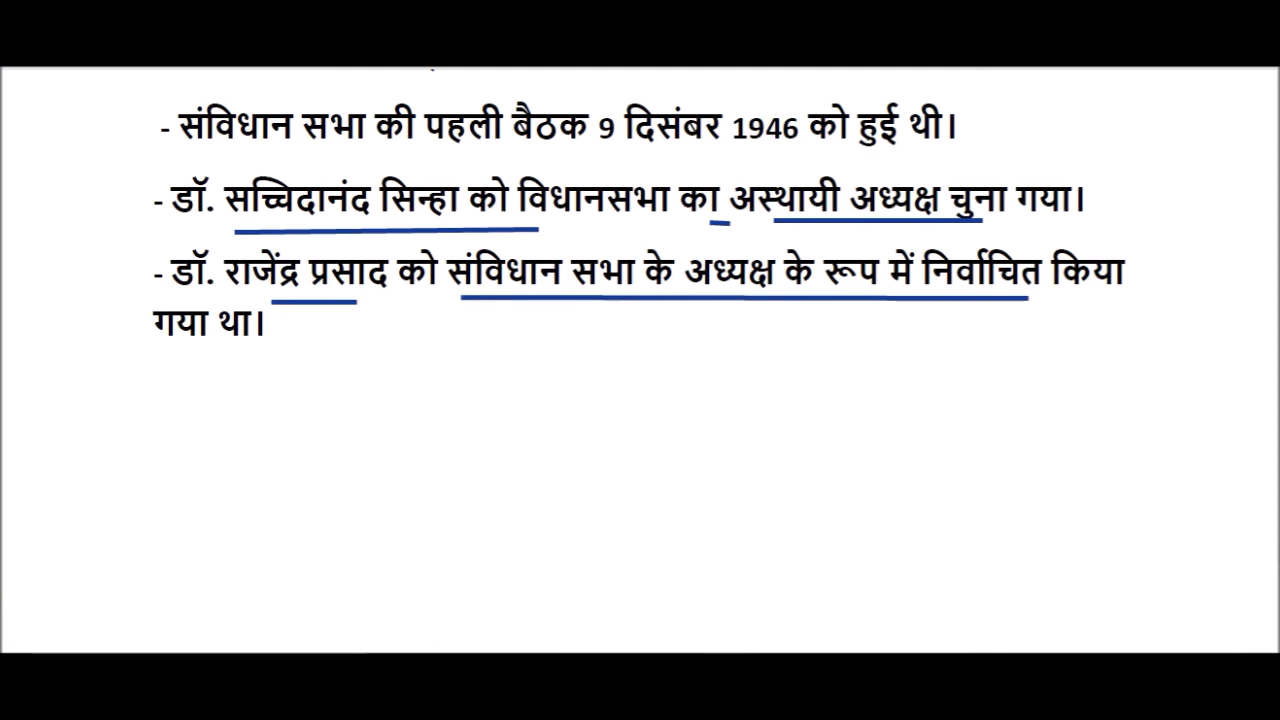 - संविधान सभा की पहली बैठक 9 दिसंबर 1946 को हुई थी।
- डॉ. सच्चिदानंद सिन्हा को विधानसभा का अस्थायी अध्यक्ष चुना गया।
- डॉ. राजेंद्र प्रसाद को संविधान सभा के अध्यक्ष के रूप में निर्वाचित किया
गया था।